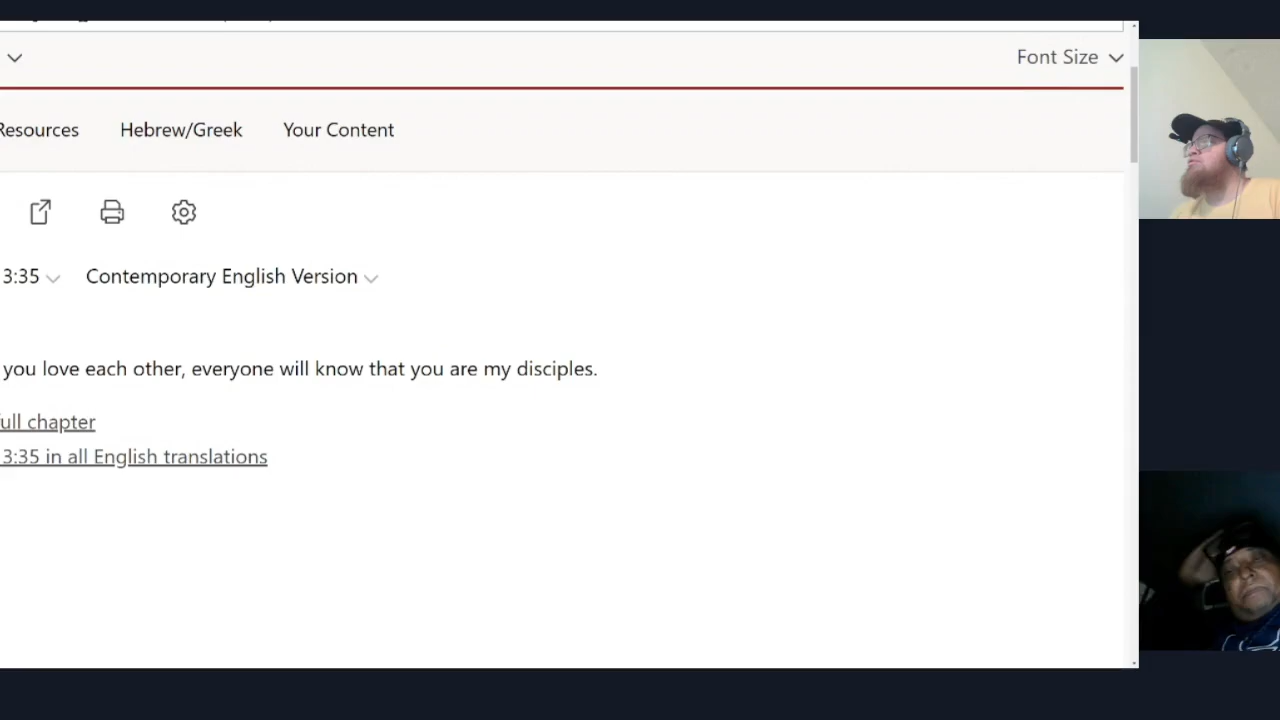 Font Size
Resources Hebrew/Greek Your Content
3:35 Contemporary English Version
you love each other, everyone will know that you are my disciples.
full chapter
3:35 in all English translations